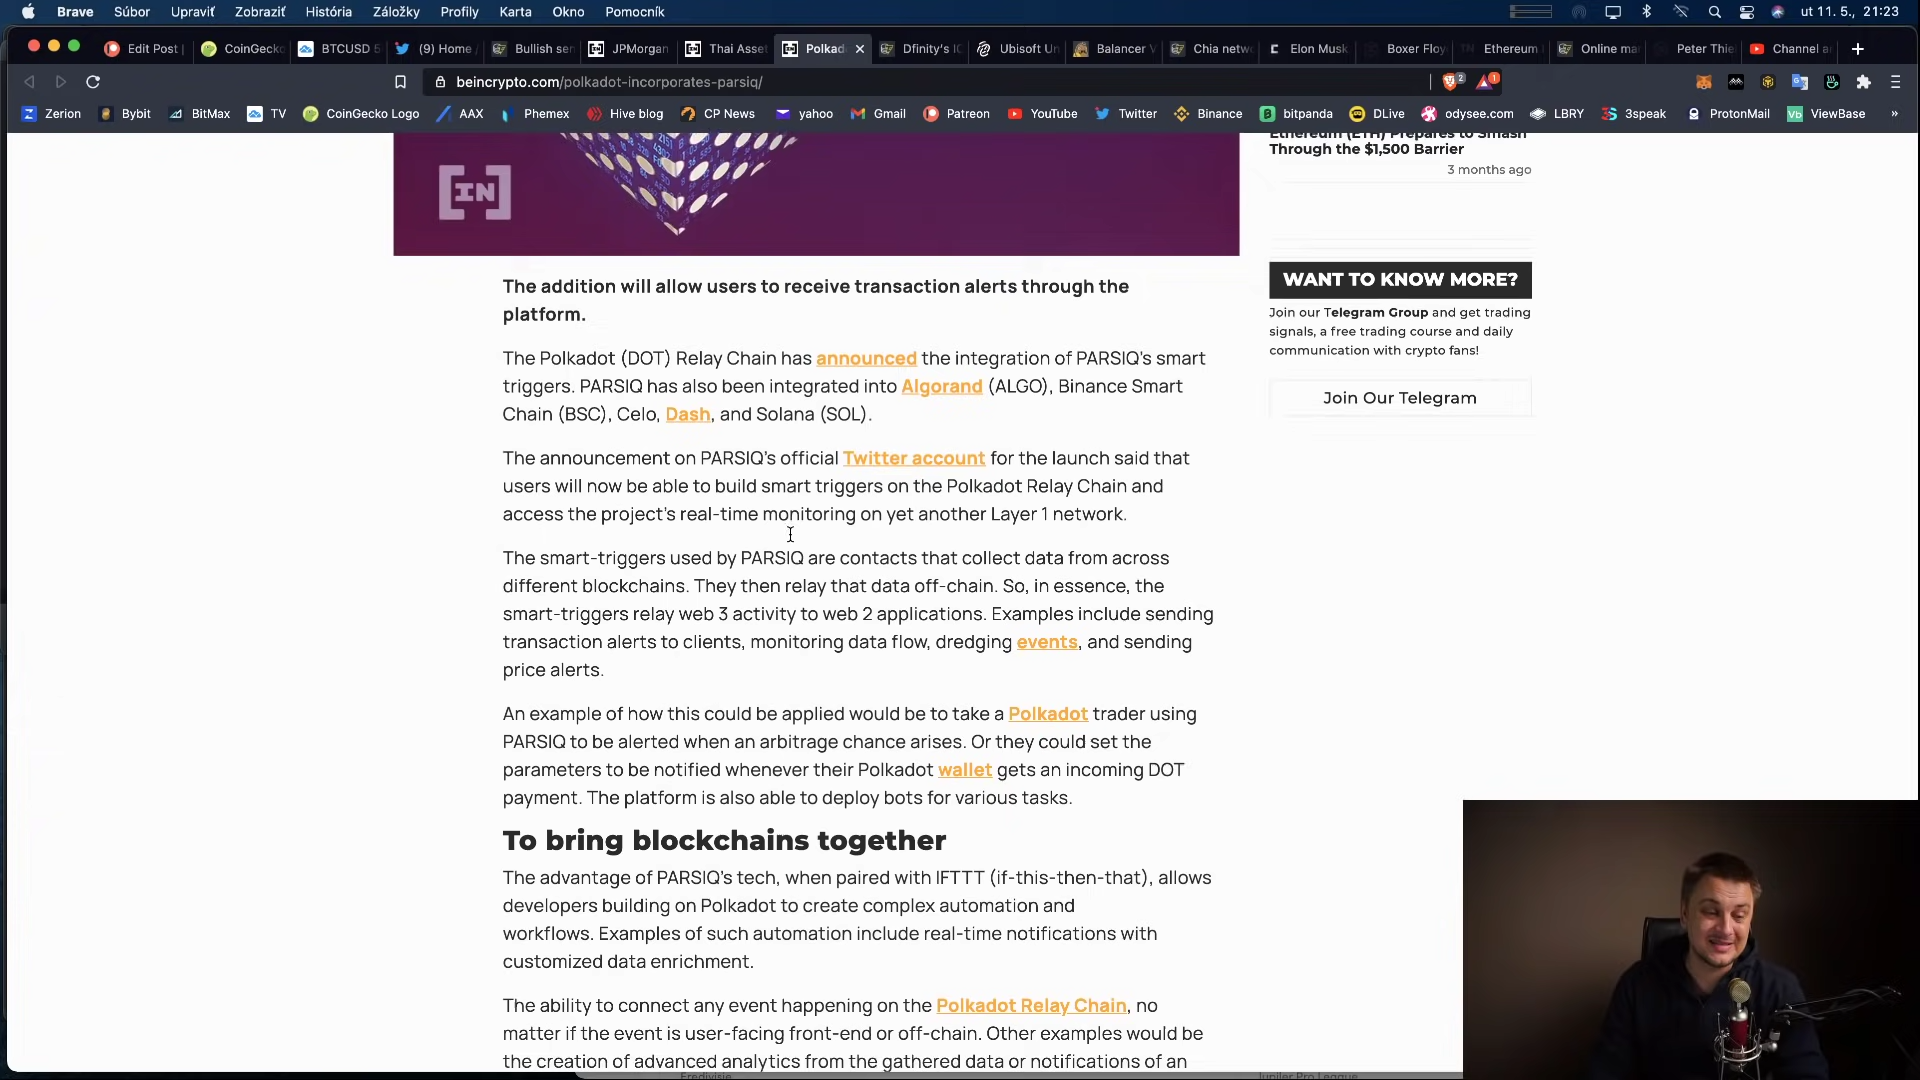 Brave Súbor Upraviť Zobraziť História Záložky Profily Karta Okno Pomocník ut 11. 5., 21:23
Edit Post CoinGecko BTCUSD (9) Home Bullish sen JPMorgan Thai Asset Polkad Dfinity's Ubisoft Balancer Chia netw Elon Musk Boxer Floy Ethereum Online ma Peter Thie Channel
beincrypto.com/polkadot-incorporates-parsiq/ 2 1
Zerion Bybit BitMax TV CoinGecko Logo AAX Phemex Hive blog CP News yahoo Gmail Patreon YouTube Twitter Binance bitpanda DLive odysee.com LBRY 3speak ProtonMail ViewBase »
Ethereum (ETH) Prepares to Smash
Through the $1,500 Barrier
3 months ago
[IN]
WANT TO KNOW MORE?
Join our Telegram Group and get trading
signals, a free trading course and daily
communication with crypto fans!
Join Our Telegram
The addition will allow users to receive transaction alerts through the
platform.
The Polkadot (DOT) Relay Chain has announced the integration of PARSIQ's smart
triggers. PARSIQ has also been integrated into Algorand (ALGO), Binance Smart
Chain (BSC), Celo, Dash, and Solana (SOL).
The announcement on PARSIQ's official Twitter account for the launch said that
users will now be able to build smart triggers on the Polkadot Relay Chain and
access the project's real-time monitoring on yet another Layer 1 network.
The smart-triggers used by PARSIQ are contacts that collect data from across
different blockchains. They then relay that data off-chain. So, in essence, the
smart-triggers relay web 3 activity to web 2 applications. Examples include sending
transaction alerts to clients, monitoring data flow, dredging events, and sending
price alerts.
An example of how this could be applied would be to take a Polkadot trader using
PARSIQ to be alerted when an arbitrage chance arises. Or they could set the
parameters to be notified whenever their Polkadot wallet gets an incoming DOT
payment. The platform is also able to deploy bots for various tasks.
To bring blockchains together
The advantage of PARSIQ's tech, when paired with IFTTT (if-this-then-that), allows
developers building on Polkadot to create complex automation and
workflows. Examples of such automation include real-time notifications with
customized data enrichment.
The ability to connect any event happening on the Polkadot Relay Chain, no
matter if the event is user-facing front-end or off-chain. Other examples would be
the creation of advanced analytics from the gathered data or notifications of an